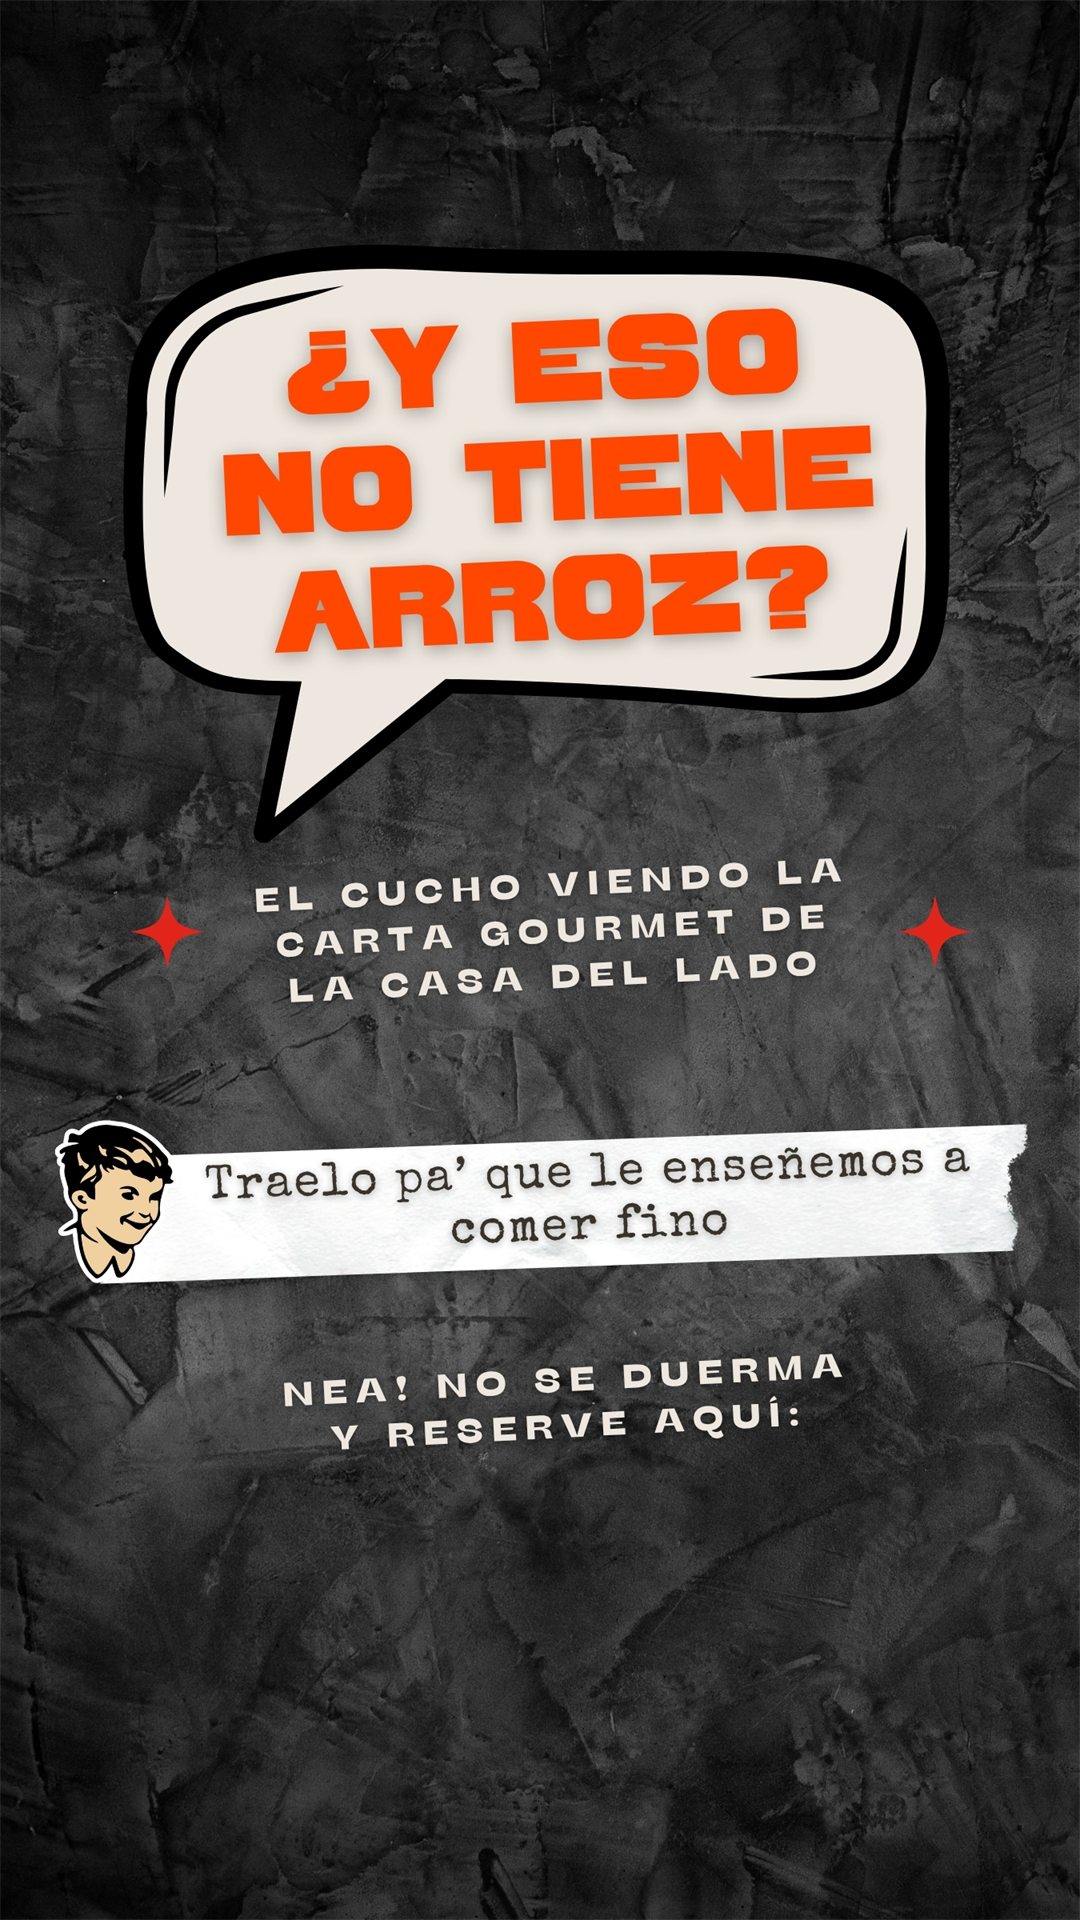 ¿Y ESO
NO TIENE
ARROZ?
EL CUCHO VIENDO LA
CARTA GOURMET DE
LA CASA DEL LADO
Traelo pa’ que le enseñemos a
comer fino
NEA! NO SE DUERMA
Y RESERVE AQUÍ: